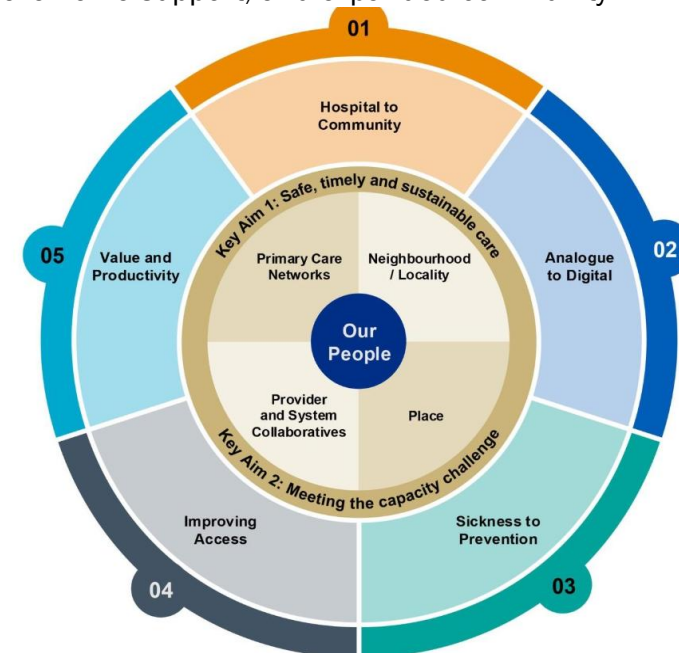 01
Hospital to
Community
02
Analogue
to Digital
03
Sickness to
Prevention
04
Improving
Access
05
Value and
Productivity
Key Aim 1: Safe, timely and sustainable care
Primary Care
Networks
Neighbourhood
/ Locality
Our
People
Provider
and System
Collaboratives
Place
Key Aim 2: Meeting the capacity challenge